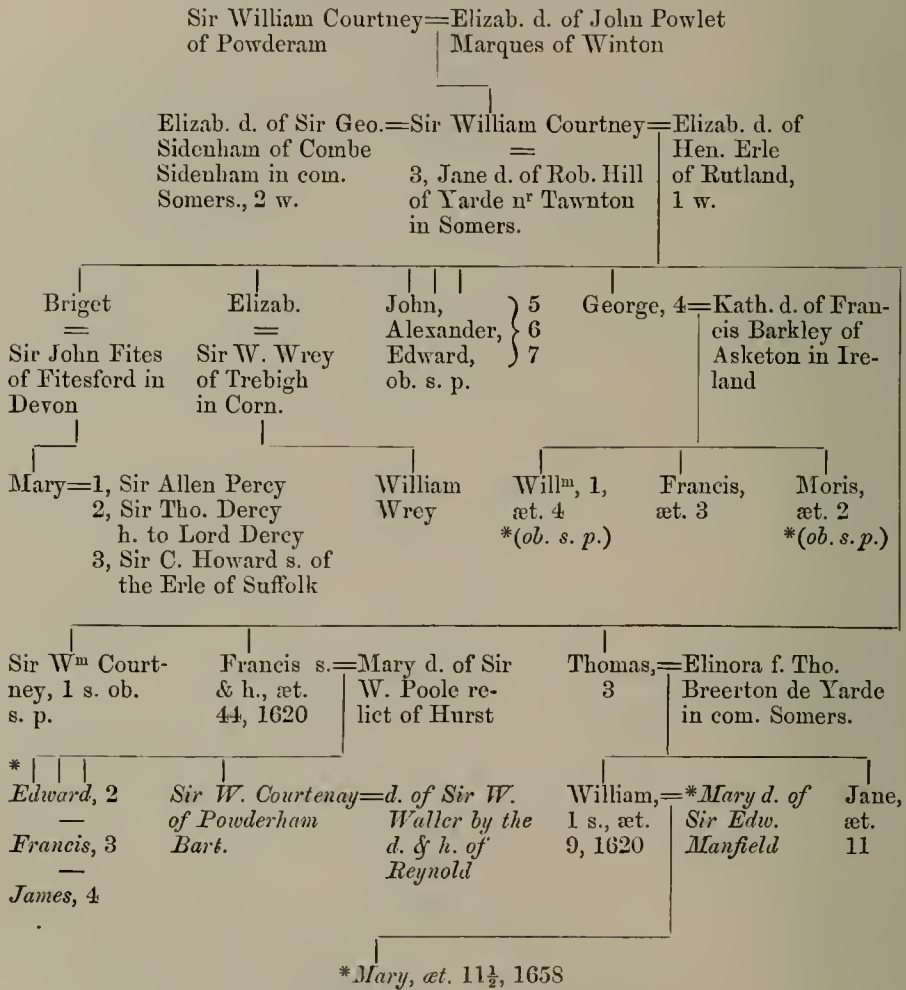 Sir William Courtney=Elizab. d. of John Powlet
of Powderam Marques of Winton
Elizab. d. of Sir Geo.=Sir William Courtney=Elizab. d. of
Sidenham of Combe = Hen. Erle
Sidenham in com. 3, Jane d. of Rob. Hill of Rutland,
Somers., 2 w. of Yarde nʳ Tawnton 1 w.
in Somers.
Briget Elizab. John, } 5 George, 4=Kath. d. of Fran-
= = Alexander, 6 cis Barkley of
Sir John Fites Sir W. Wrey Edward, 7 Asketon in Ire-
of Fitesford in of Trebigh ob. s. p. land
Devon in Corn.
Mary=1, Sir Allen Percy William Willᵐ, 1, Francis, Moris,
2, Sir Tho. Dercy Wrey æt. 4 æt. 3 æt. 2
h. to Lord Dercy *(ob. s. p.) *(ob. s. p.)
3, Sir C. Howard s. of
the Erle of Suffolk
Sir Wᵐ Court- Francis s.=Mary d. of Sir Thomas,=Elinora f. Tho.
ney, 1 s. ob. & h., æt. W. Poole re- 3 Breerton de Yarde
s. p. 44, 1620 lict of Hurst in com. Somers.
*
Edward, 2 Sir W. Courtenay=d. of Sir W. William,=*Mary d. of Jane,
— of Powderham Waller by the 1 s., æt. Sir Edw. æt.
Francis, 3 Bart. d. & h. of 9, 1620 Manfield 11
— Reynold
James, 4
*Mary, æt. 11½, 1658